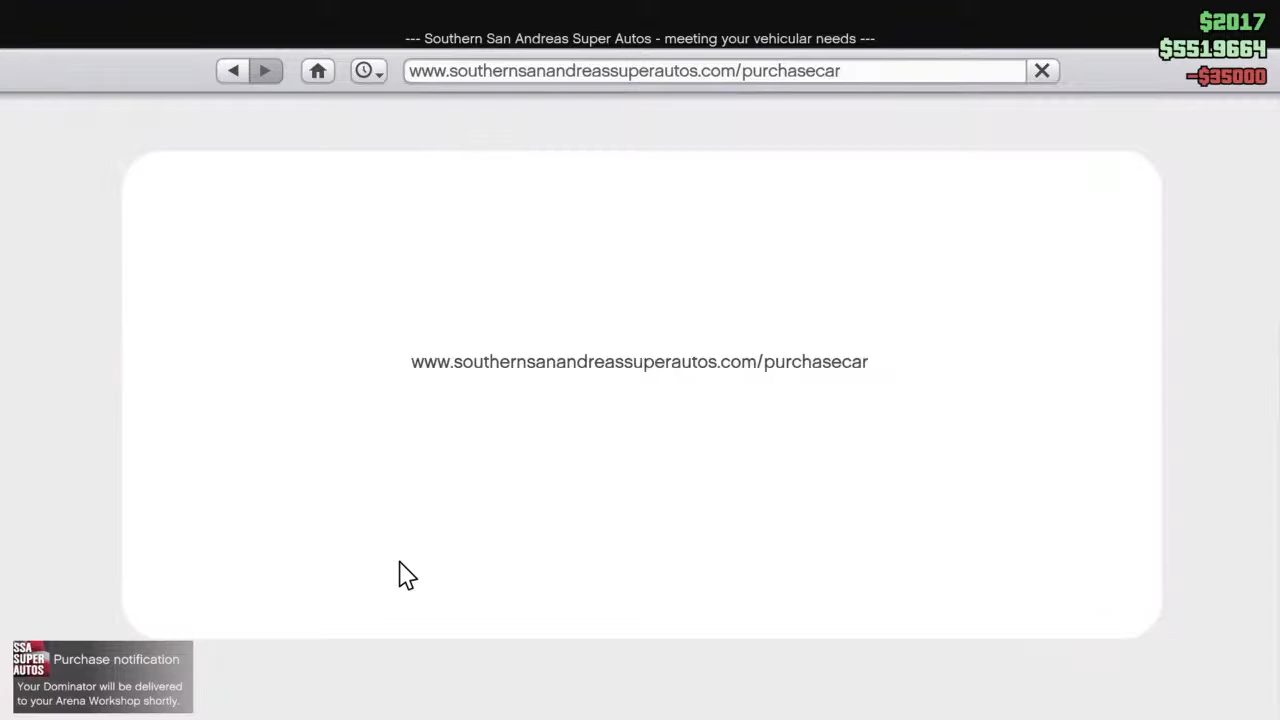 $2017
--- Southern San Andreas Super Autos - meeting your vehicular needs ---
$5519664
www.southernsanandreassuperautos.com/purchasecar
-$35000
www.southernsanandreassuperautos.com/purchasecar
SSA
SUPER
AUTOS
Purchase notification
Your Dominator will be delivered
to your Arena Workshop shortly.